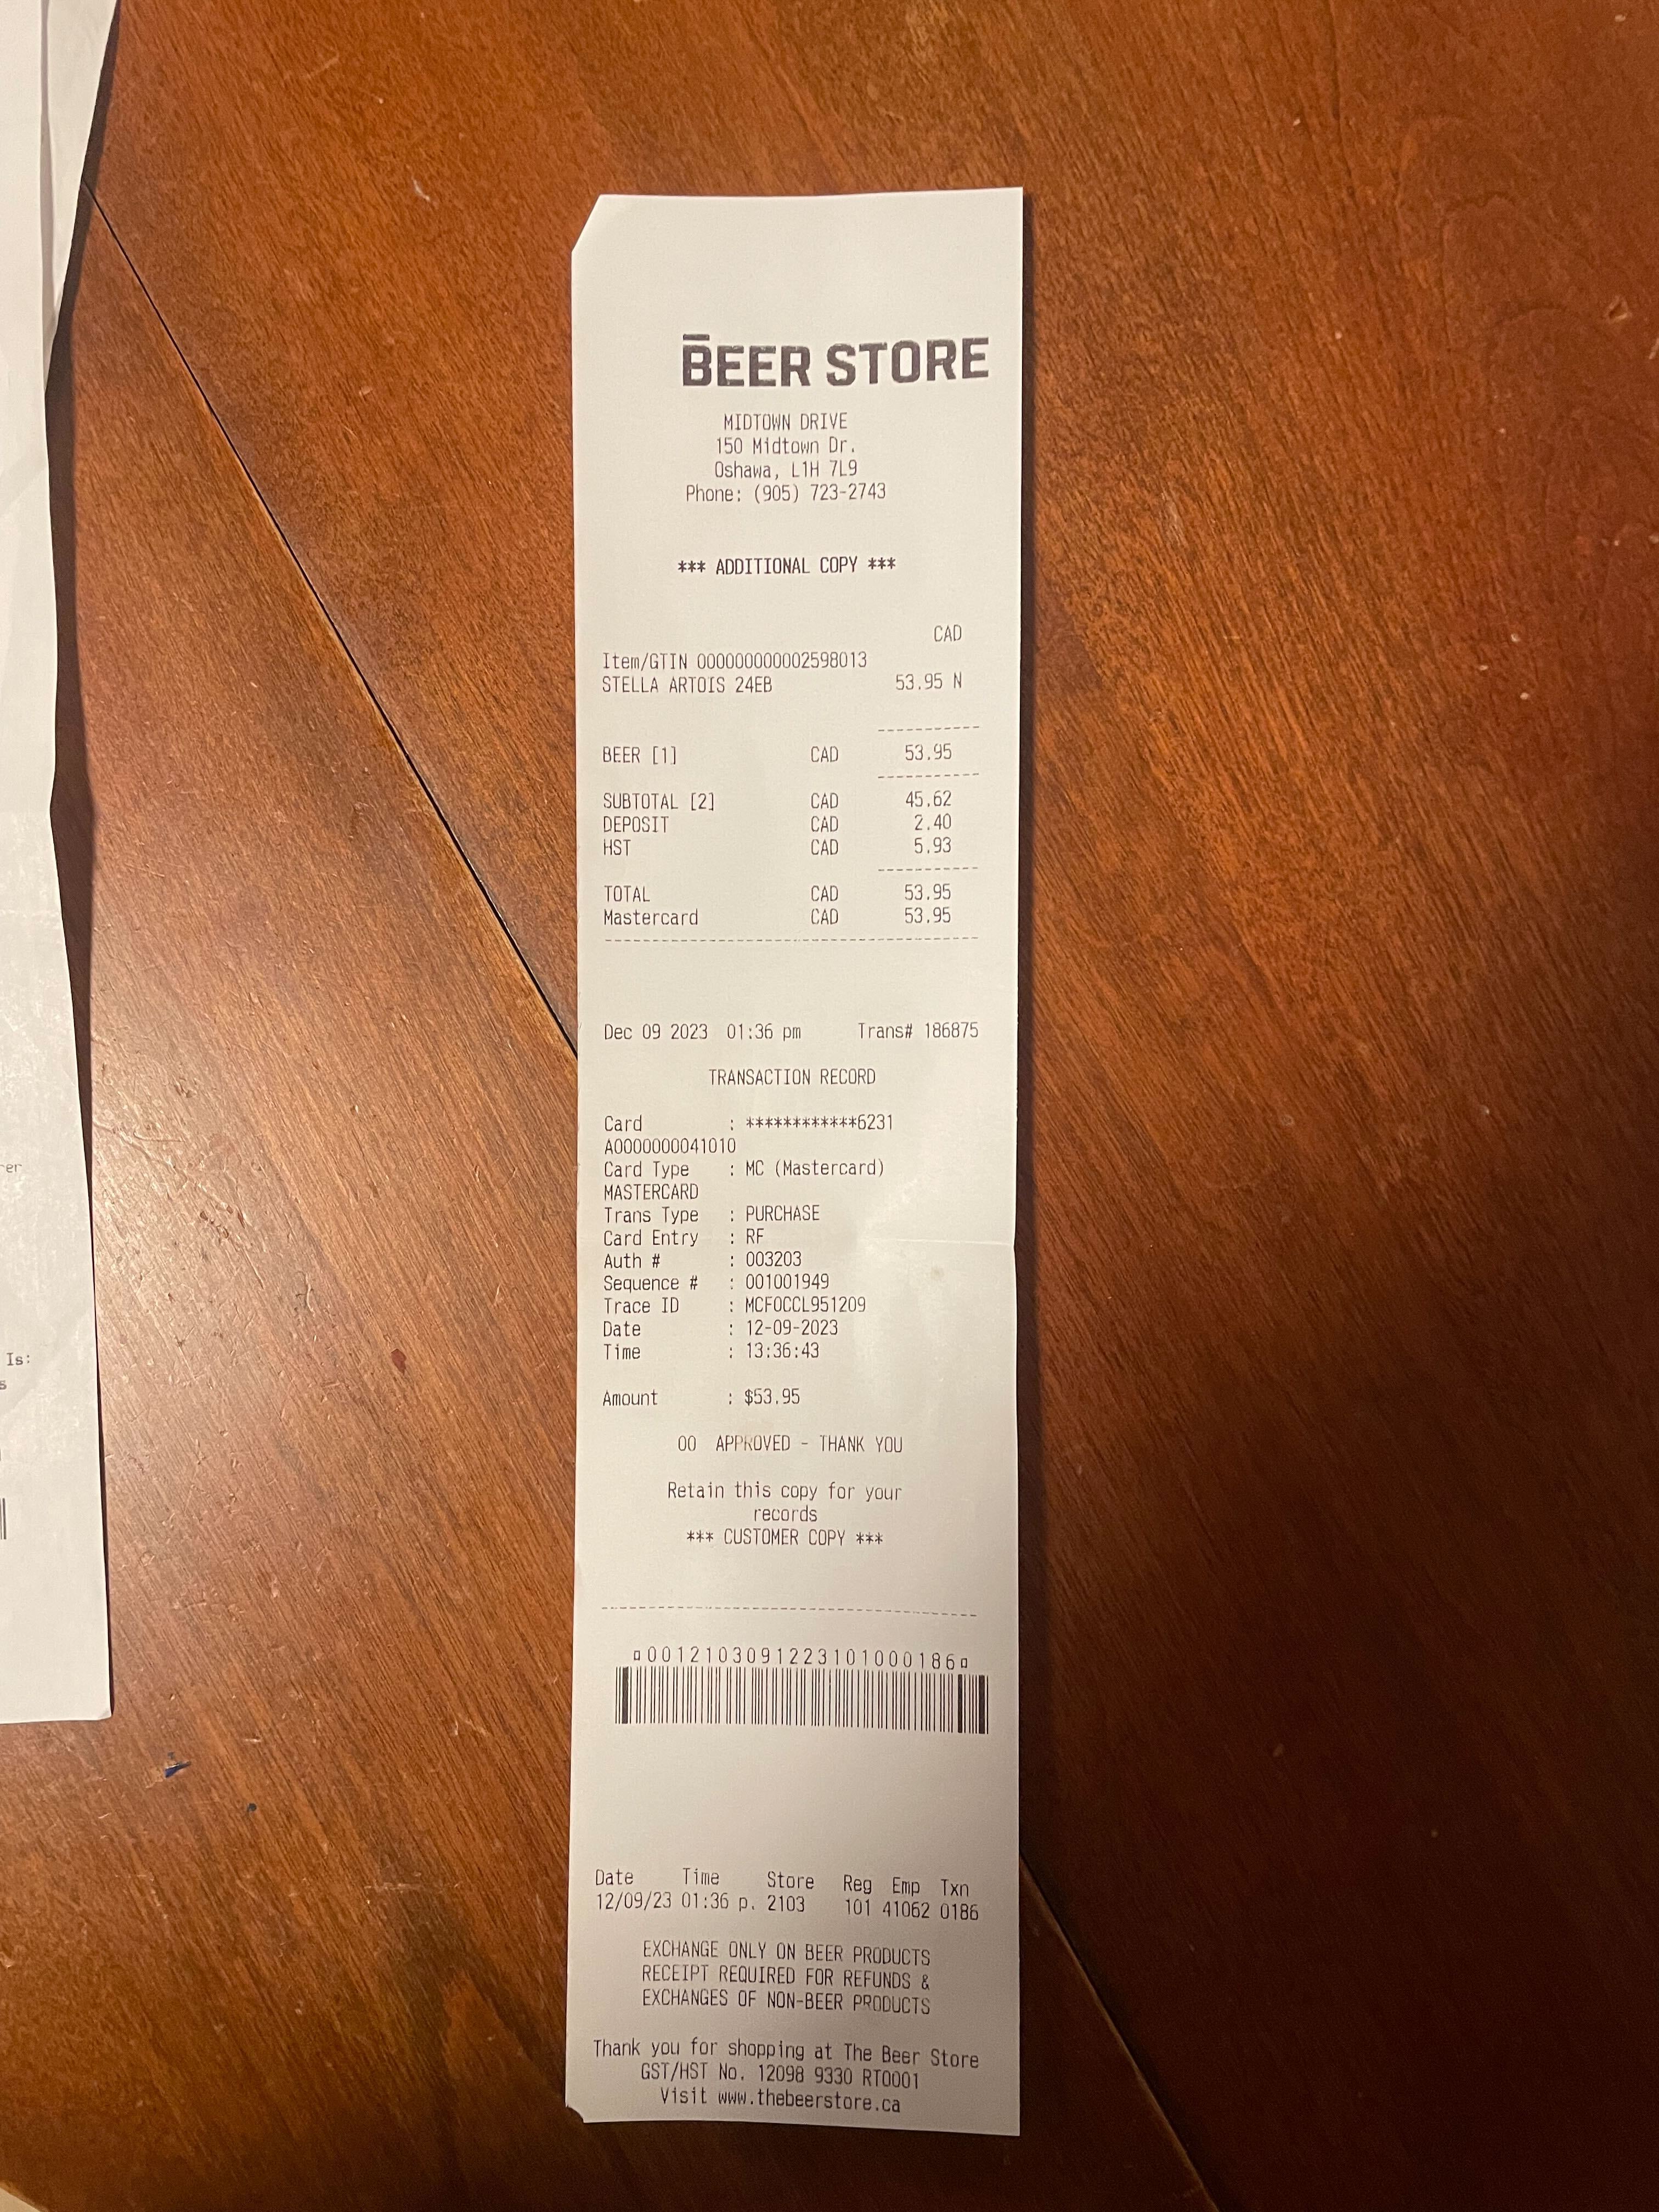 BEER STORE
MIDTOWN DRIVE
150 Midtown Dr.
Oshawa, L1H 7L9
Phone: (905) 723-2743
*** ADDITIONAL COPY ***
CAD
Item/GTIN 000000000002598013
STELLA ARTOIS 24EB 53.95 N
-----------
BEER [1] CAD 53.95
-----------
SUBTOTAL [2] CAD 45.62
DEPOSIT CAD 2.40
HST CAD 5.93
-----------
TOTAL CAD 53.95
Mastercard CAD 53.95
----------------------------------------
Dec 09 2023 01:36 pm Trans# 186875
TRANSACTION RECORD
Card : ************6231
A0000000041010
Card Type : MC (Mastercard)
MASTERCARD
Trans Type : PURCHASE
Card Entry : RF
Auth # : 003203
Sequence # : 001001949
Trace ID : MCFOCCL951209
Date : 12-09-2023
Time : 13:36:43
Amount : $53.95
00 APPROVED - THANK YOU
Retain this copy for your
records
*** CUSTOMER COPY ***
----------------------------------------
¤0012103091223101000186¤
Date Time Store Reg Emp Txn
12/09/23 01:36 p. 2103 101 41062 0186
EXCHANGE ONLY ON BEER PRODUCTS
RECEIPT REQUIRED FOR REFUNDS &
EXCHANGES OF NON-BEER PRODUCTS
Thank you for shopping at The Beer Store
GST/HST No. 12098 9330 RT0001
Visit www.thebeerstore.ca
Is: